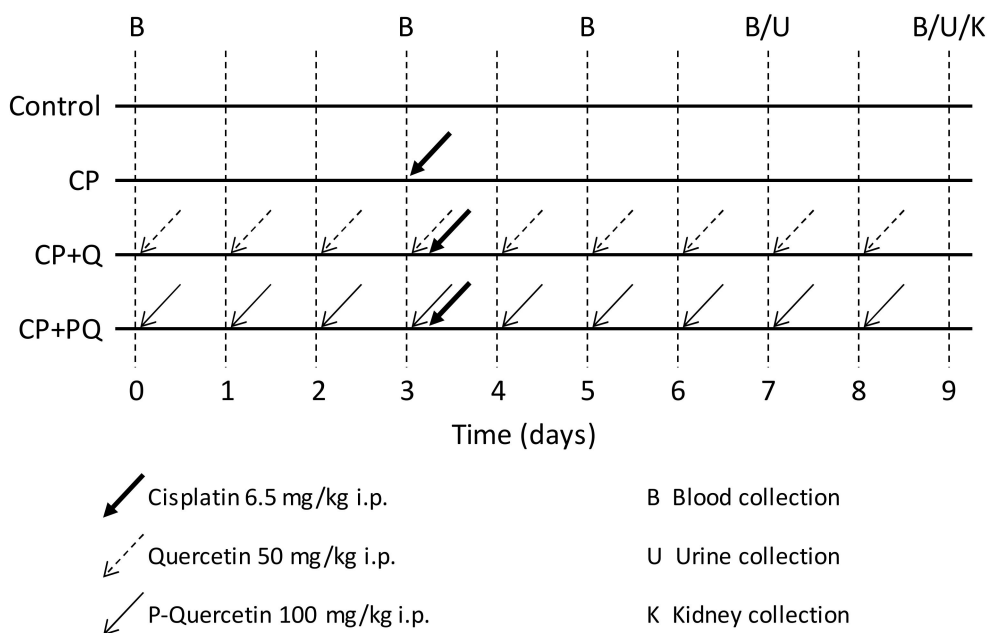 B B B B/U B/U/K
Control
CP
CP+Q
CP+PQ
0 1 2 3 4 5 6 7 8 9
Time (days)
Cisplatin 6.5 mg/kg i.p.
B Blood collection
Quercetin 50 mg/kg i.p.
U Urine collection
P-Quercetin 100 mg/kg i.p.
K Kidney collection